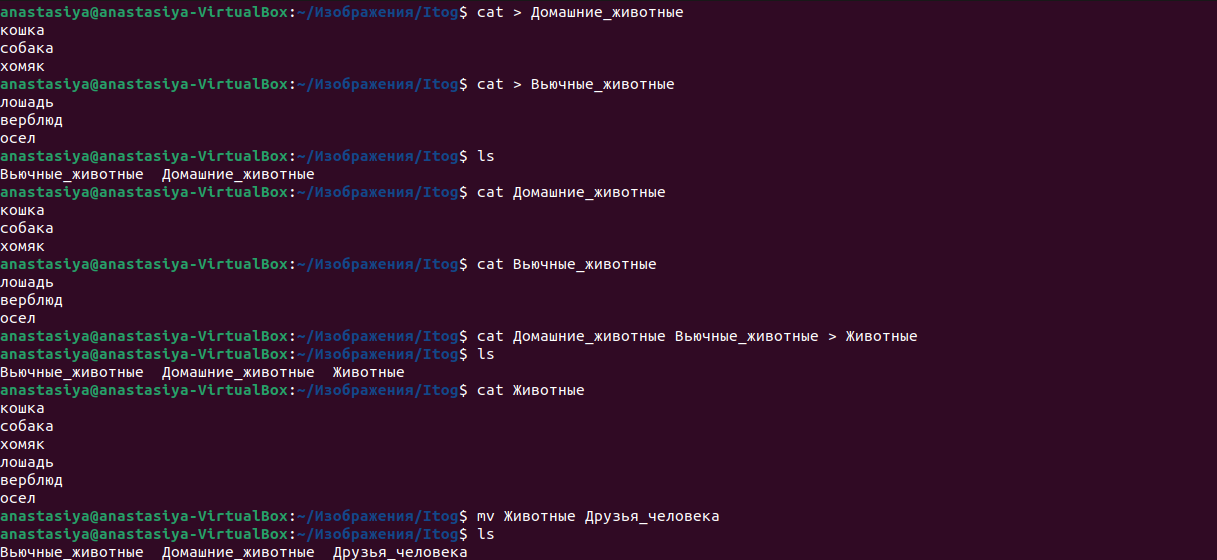 anastasiya@anastasiya-VirtualBox:~/Изображения/Itog$ cat > Домашние_животные
кошка
собака
хомяк
anastasiya@anastasiya-VirtualBox:~/Изображения/Itog$ cat > Вьючные_животные
лошадь
верблюд
осел
anastasiya@anastasiya-VirtualBox:~/Изображения/Itog$ ls
Вьючные_животные  Домашние_животные
anastasiya@anastasiya-VirtualBox:~/Изображения/Itog$ cat Домашние_животные
кошка
собака
хомяк
anastasiya@anastasiya-VirtualBox:~/Изображения/Itog$ cat Вьючные_животные
лошадь
верблюд
осел
anastasiya@anastasiya-VirtualBox:~/Изображения/Itog$ cat Домашние_животные Вьючные_животные > Животные
anastasiya@anastasiya-VirtualBox:~/Изображения/Itog$ ls
Вьючные_животные  Домашние_животные  Животные
anastasiya@anastasiya-VirtualBox:~/Изображения/Itog$ cat Животные
кошка
собака
хомяк
лошадь
верблюд
осел
anastasiya@anastasiya-VirtualBox:~/Изображения/Itog$ mv Животные Друзья_человека
anastasiya@anastasiya-VirtualBox:~/Изображения/Itog$ ls
Вьючные_животные  Домашние_животные  Друзья_человека